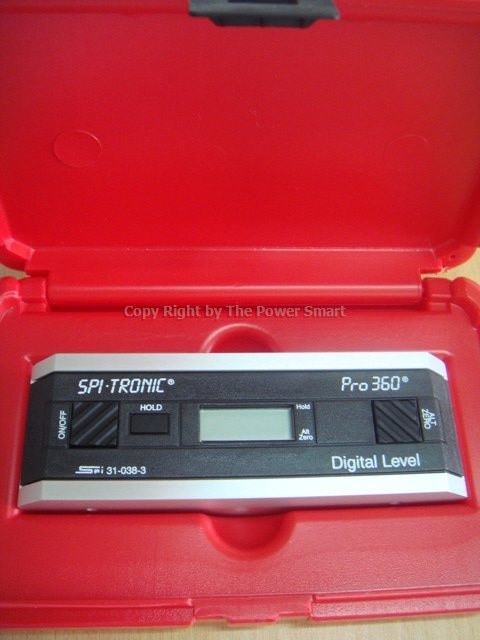 Copy Right by The Power Smart
SPI-TRONIC®
Pro 360®
ON/OFF
HOLD
Hold
Alt
Zero
ALT
ZERO
SPi 31-038-3
Digital Level